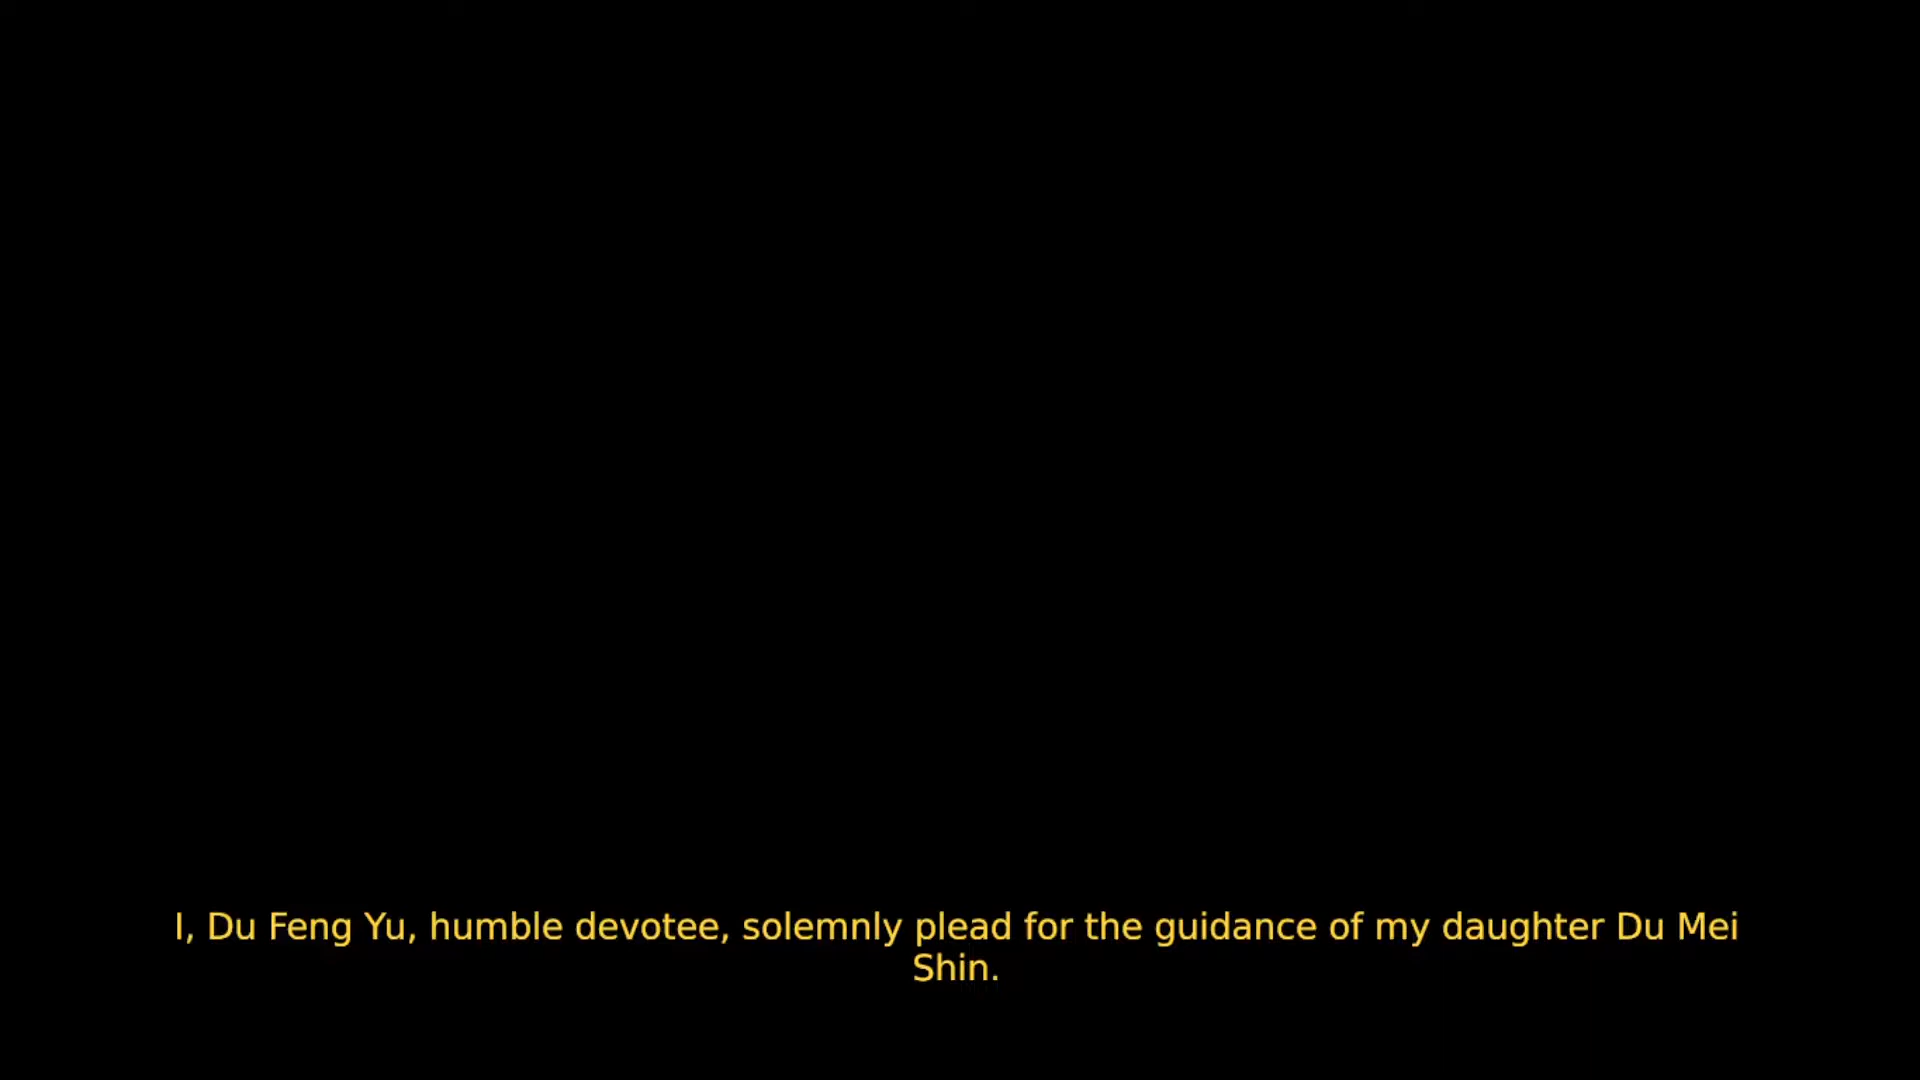 I, Du Feng Yu, humble devotee, solemnly plead for the guidance of my daughter Du Mei
Shin.